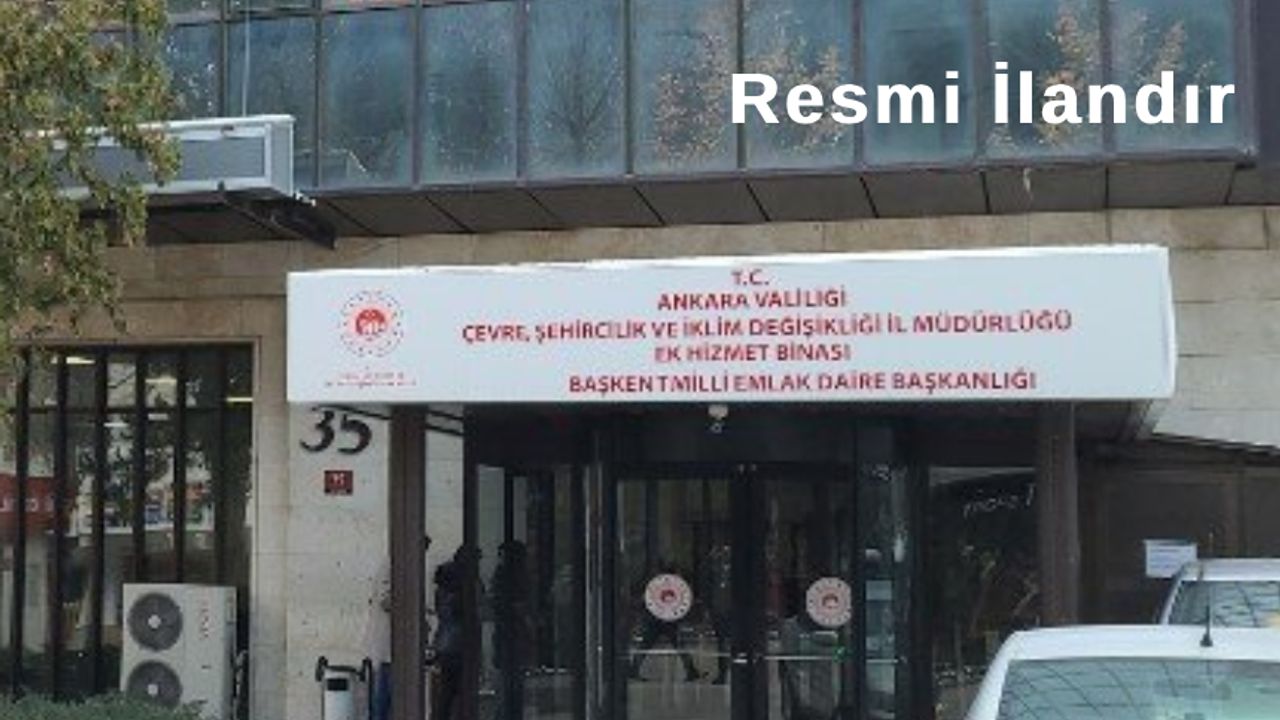 Resmi İlandır
T.C.
ANKARA VALİLİĞİ
ÇEVRE, ŞEHİRCİLİK VE İKLİM DEĞİŞİKLİĞİ İL MÜDÜRLÜĞÜ
EK HİZMET BİNASI
BAŞKENT MİLLİ EMLAK DAİRE BAŞKANLIĞI
35